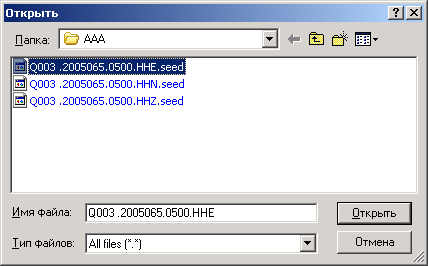 Открыть
Папка: AAA
Q003 .2005065.0500.HHE.seed
Q003 .2005065.0500.HHN.seed
Q003 .2005065.0500.HHZ.seed
Имя файла: Q003 .2005065.0500.HHE Открыть
Тип файлов: All files (*.*) Отмена